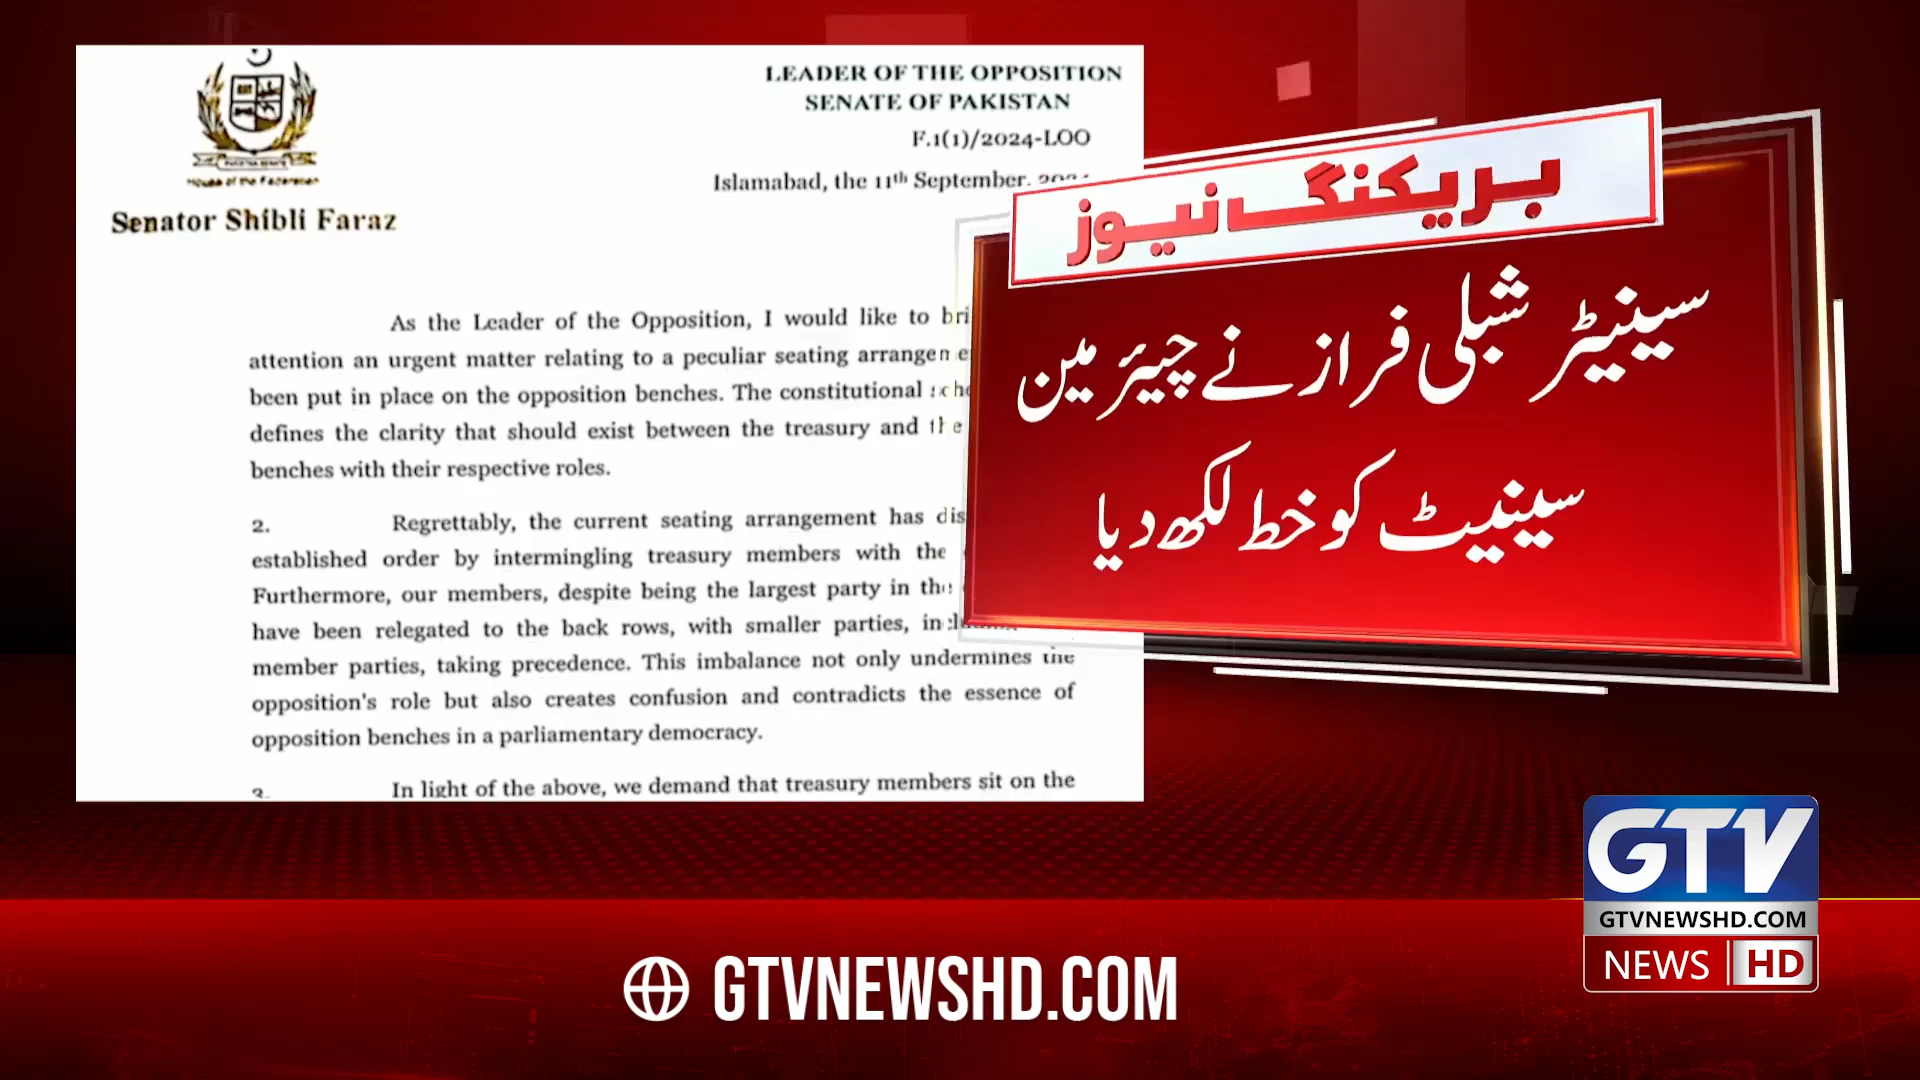 LEADER OF THE OPPOSITION
SENATE OF PAKISTAN
F.1(1)/2024-LOO
Islamabad, the 11th September,
House of the Federation
Senator Shibli Faraz
As the Leader of the Opposition, I would like to
attention an urgent matter relating to a peculiar seating
been put in place on the opposition benches. The constitutional
defines the clarity that should exist between the treasury and the
benches with their respective roles.
2. Regrettably, the current seating arrangement has
established order by intermingling treasury members with the
Furthermore, our members, despite being the largest party in the
have been relegated to the back rows, with smaller parties,
member parties, taking precedence. This imbalance not only undermines the
opposition's role but also creates confusion and contradicts the essence of
opposition benches in a parliamentary democracy.
In light of the above, we demand that treasury members sit on the
بریکنگ نیوز
سینیٹر شبلی فراز نے چیئرمین
سینیٹ کو خط لکھ دیا
GTV
GTVNEWSHD.COM
NEWS HD
GTVNEWSHD.COM